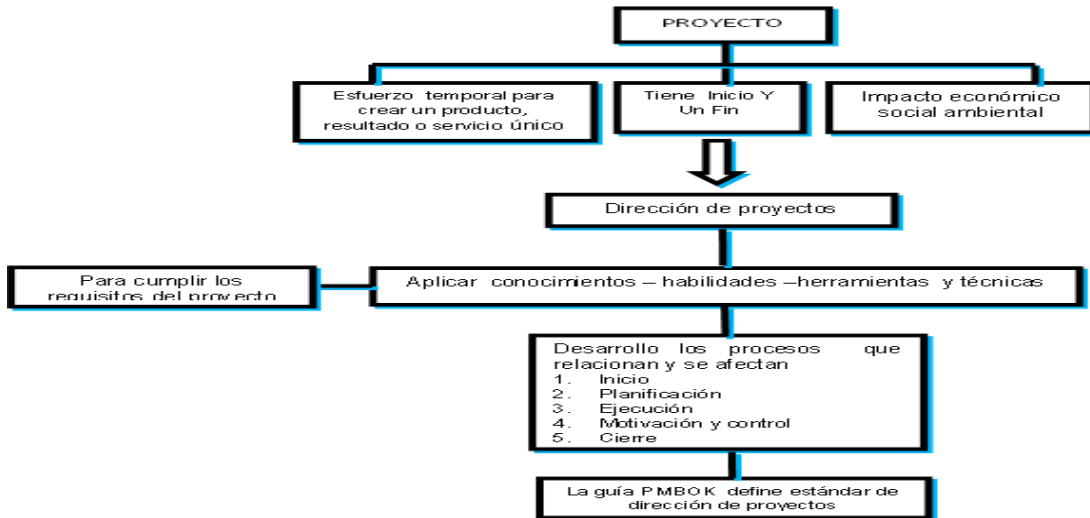 PROYECTO
Esfuerzo temporal para
crear un producto,
resultado o servicio único
Tiene Inicio Y
Un Fin
Impacto económico
social ambiental
Dirección de proyectos
Para cumplir los
requisitos del proyecto
Aplicar conocimientos – habilidades –herramientas y técnicas
Desarrollo los procesos que
relacionan y se afectan
1. Inicio
2. Planificación
3. Ejecución
4. Motivación y control
5. Cierre
La guía PMBOK define estándar de
dirección de proyectos